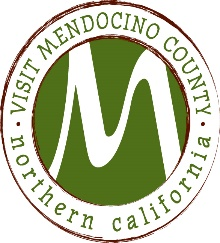 · VISIT MENDOCINO COUNTY ·
M
northern california